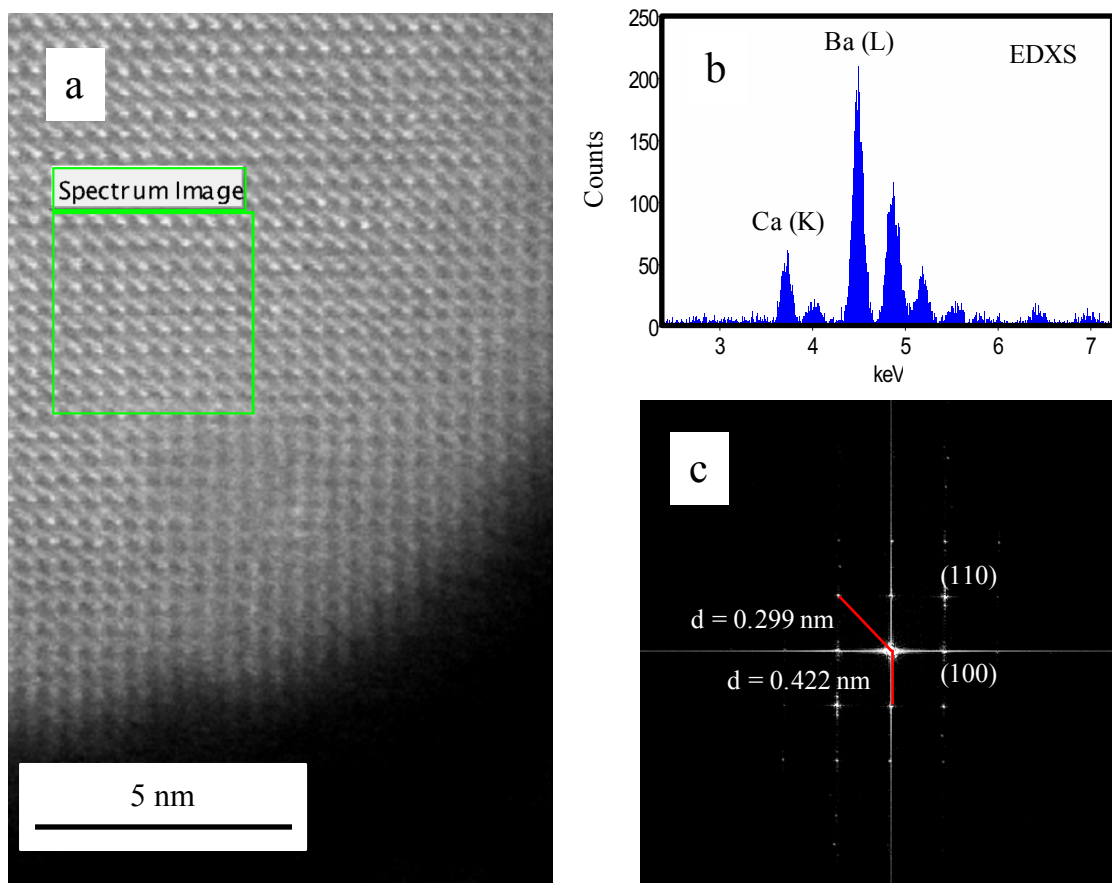 a
Spectrum Image
5 nm
b
Ba (L)
EDXS
Ca (K)
Counts
250
200
150
100
50
0
3 4 5 6 7
keV
c
(110)
d = 0.299 nm
d = 0.422 nm
(100)